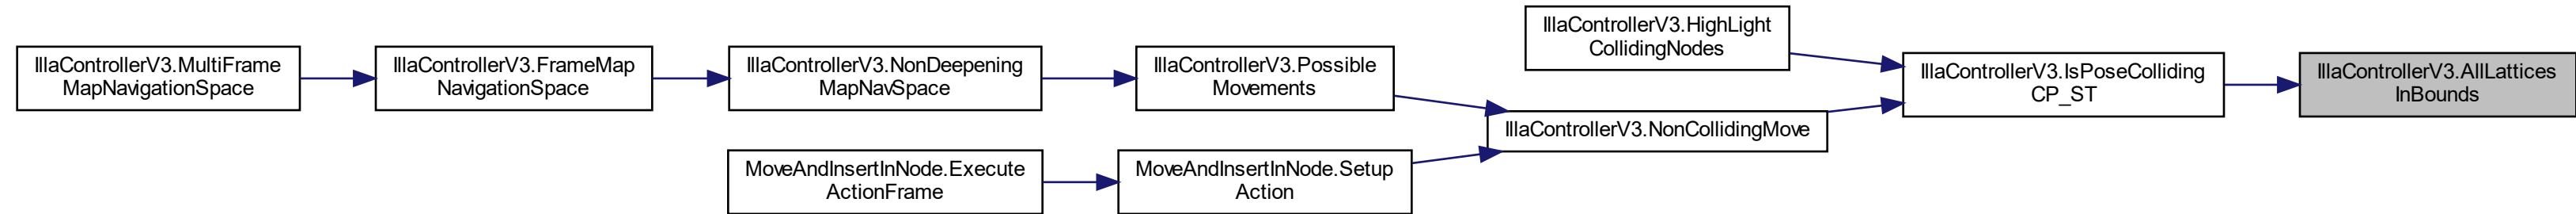 IllaControllerV3.MultiFrame
MapNavigationSpace
IllaControllerV3.FrameMap
NavigationSpace
IllaControllerV3.NonDeepening
MapNavSpace
IllaControllerV3.Possible
Movements
MoveAndInsertInNode.Execute
ActionFrame
MoveAndInsertInNode.Setup
Action
IllaControllerV3.HighLight
CollidingNodes
IllaControllerV3.NonCollidingMove
IllaControllerV3.IsPoseColliding
CP_ST
IllaControllerV3.AllLattices
InBounds